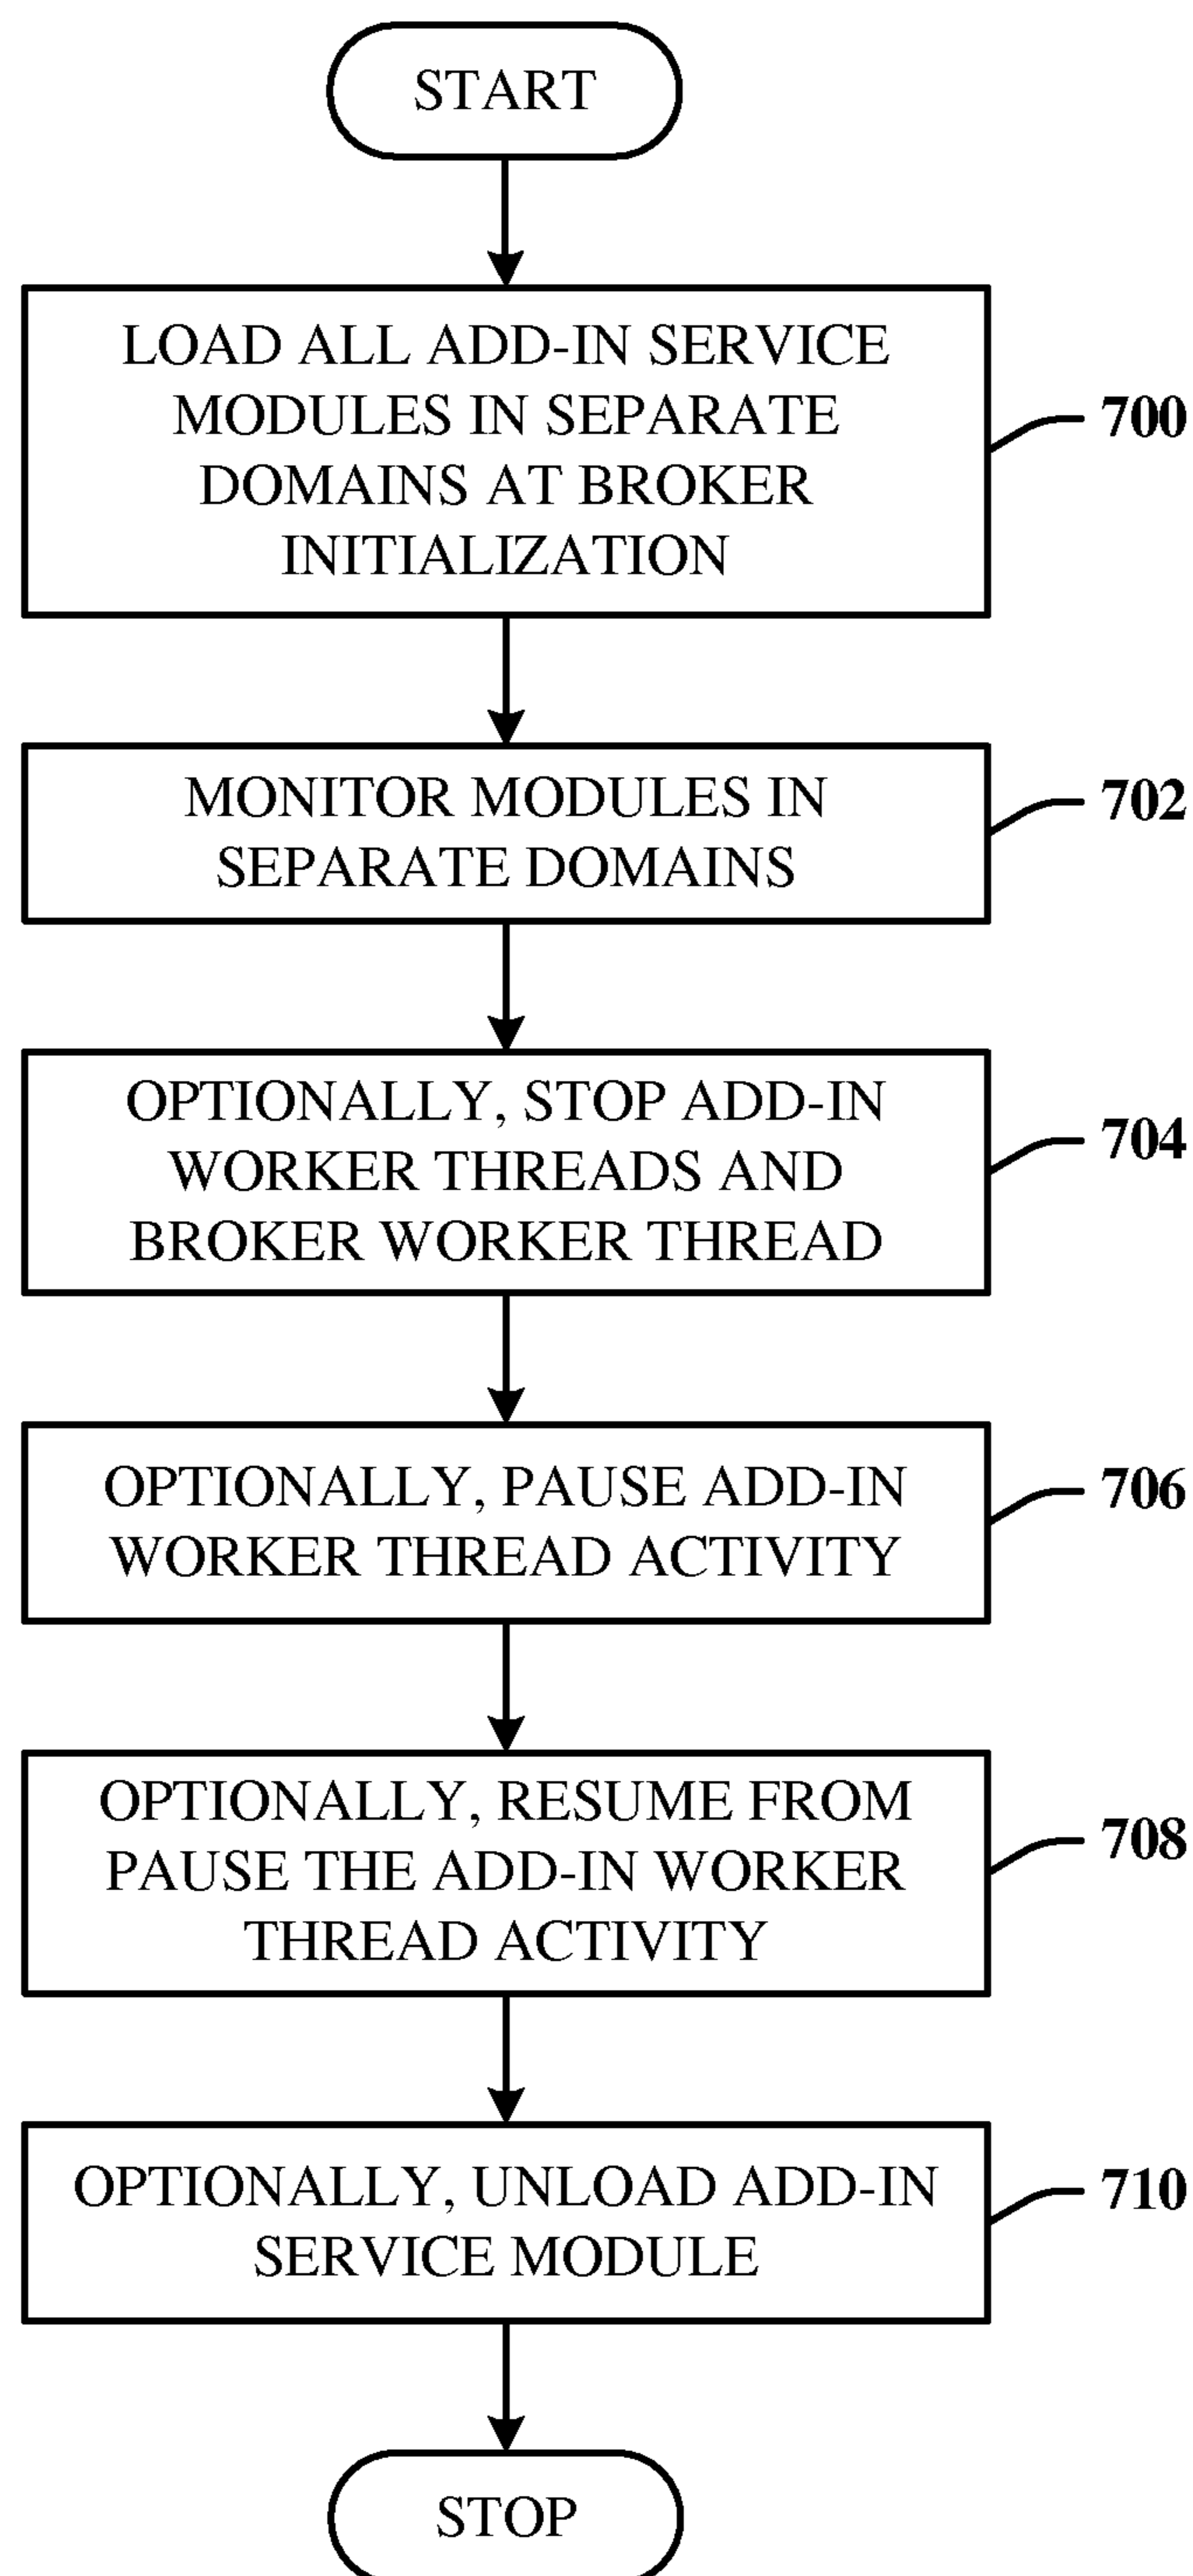 START
LOAD ALL ADD-IN SERVICE
MODULES IN SEPARATE
DOMAINS AT BROKER
INITIALIZATION
700
MONITOR MODULES IN
SEPARATE DOMAINS
702
OPTIONALLY, STOP ADD-IN
WORKER THREADS AND
BROKER WORKER THREAD
704
OPTIONALLY, PAUSE ADD-IN
WORKER THREAD ACTIVITY
706
OPTIONALLY, RESUME FROM
PAUSE THE ADD-IN WORKER
THREAD ACTIVITY
708
OPTIONALLY, UNLOAD ADD-IN
SERVICE MODULE
710
STOP